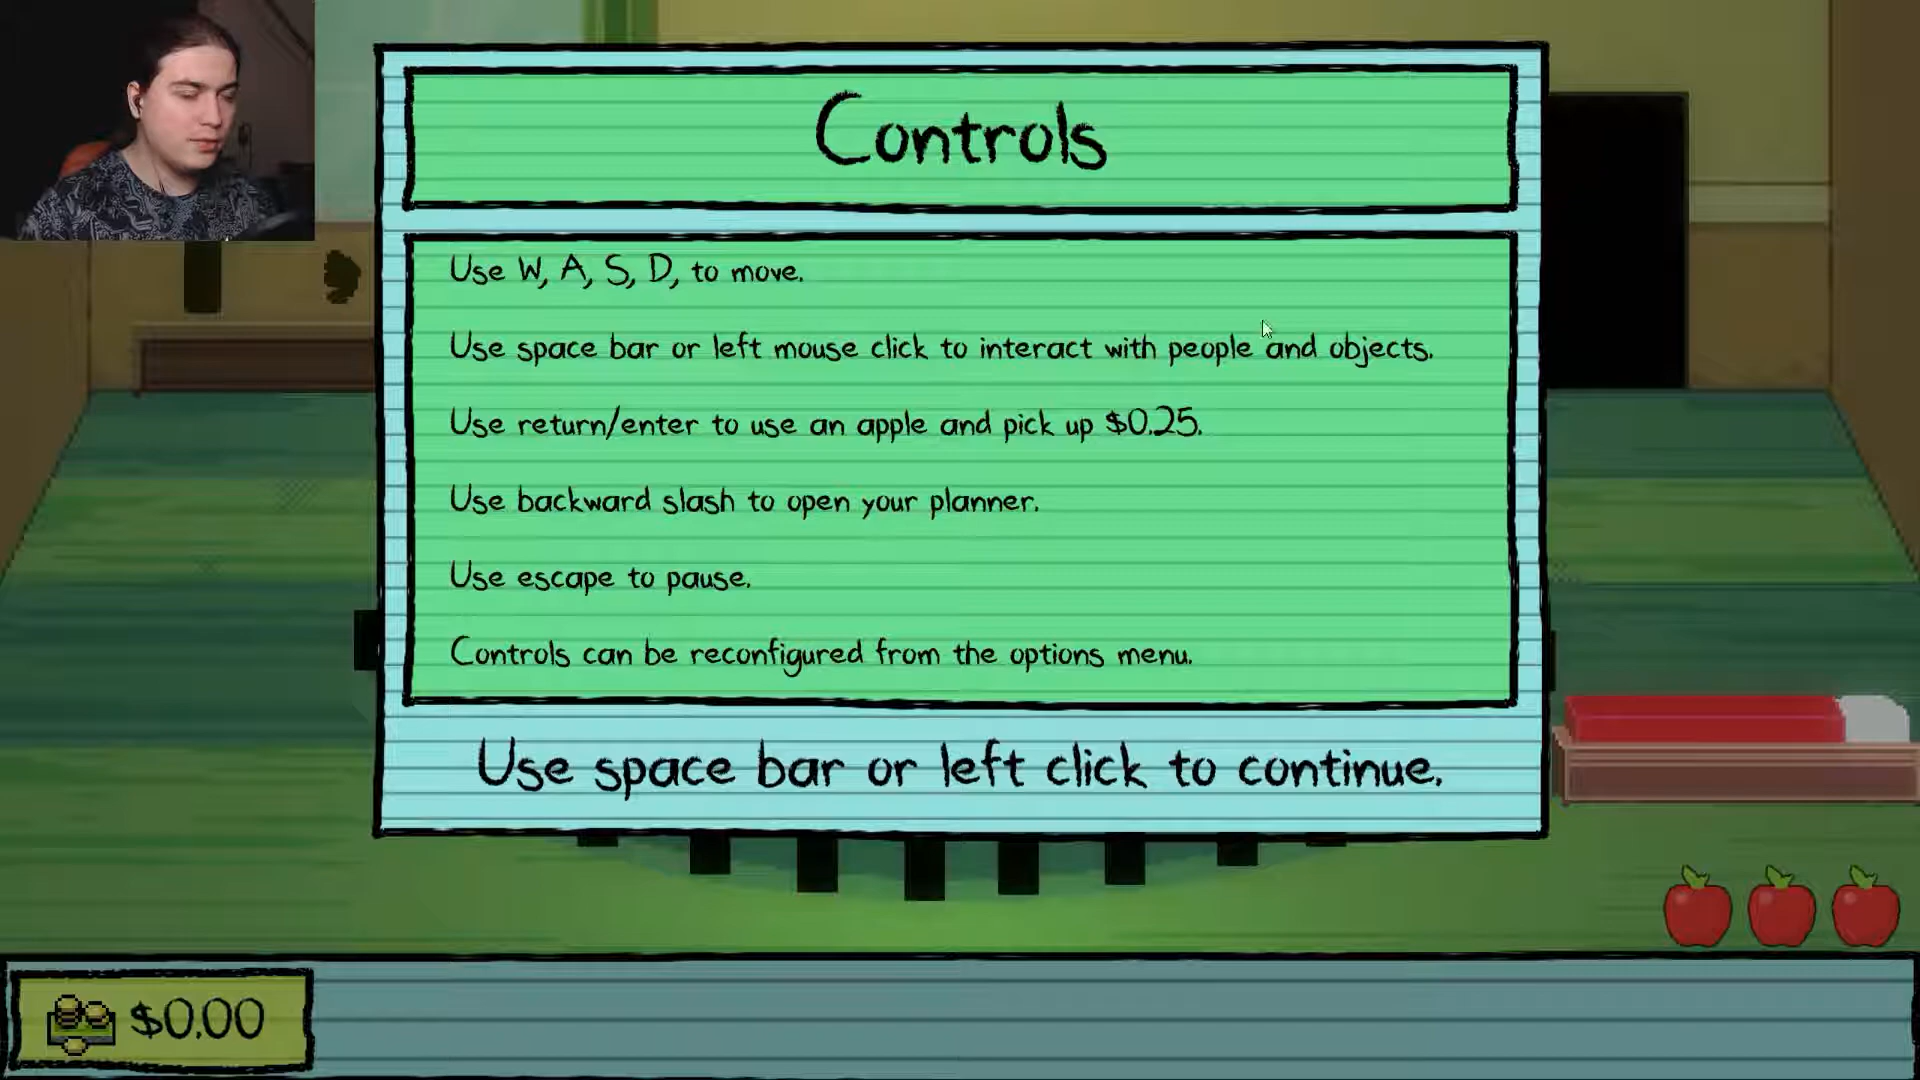 Controls
Use W, A, S, D, to move.
Use space bar or left mouse click to interact with people and objects.
Use return/enter to use an apple and pick up $0.25.
Use backward slash to open your planner.
Use escape to pause.
Controls can be reconfigured from the options menu.
Use space bar or left click to continue.
$0.00